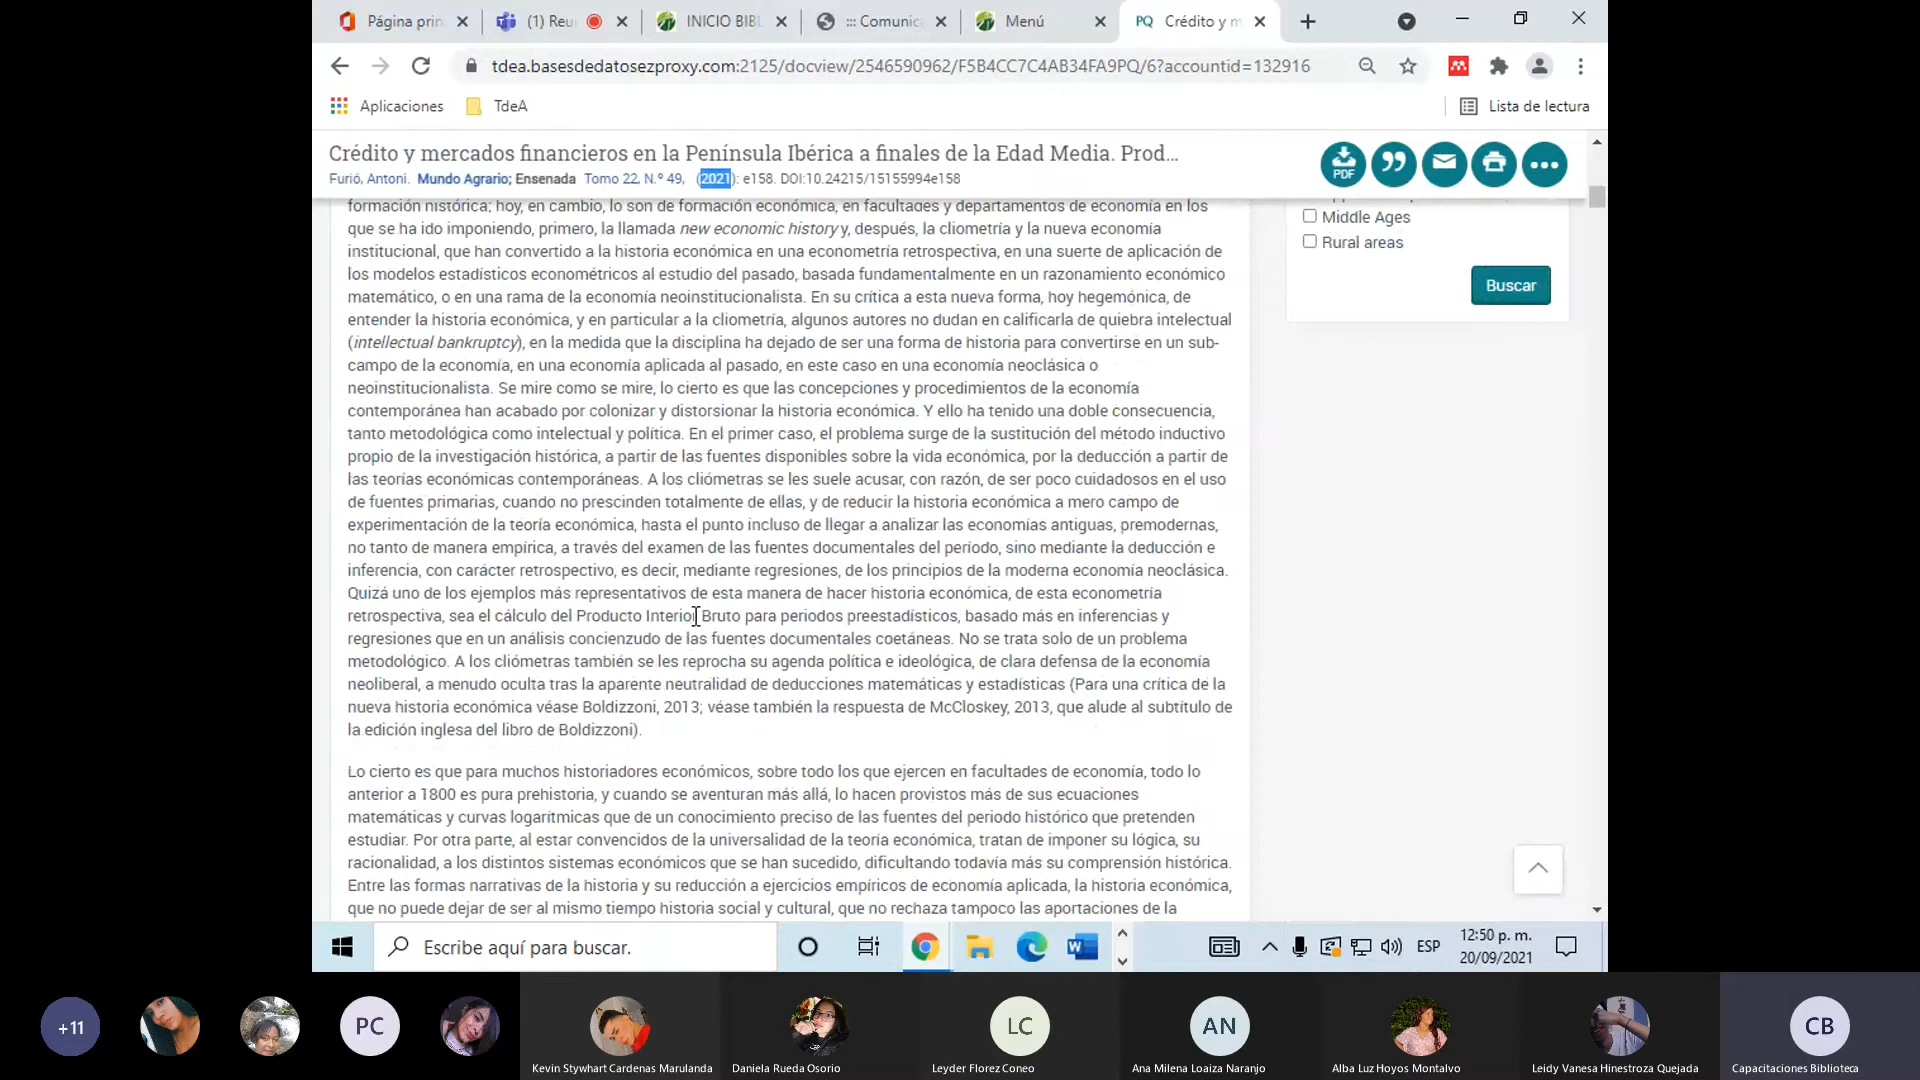 Página prin
(1) Reu
INICIO BIBL
::: Comunica
Menú
PQ Crédito y m
tdea.basesdedatosezproxy.com:2125/docview/2546590962/F5B4CC7C4AB34FA9PQ/6?accountid=132916
Aplicaciones TdeA Lista de lectura
Crédito y mercados financieros en la Península Ibérica a finales de la Edad Media. Prod...
Furió, Antoni. Mundo Agrario; Ensenada Tomo 22, N.º 49, (2021): e158. DOI:10.24215/15155994e158
PDF
formación histórica; hoy, en cambio, lo son de formación económica, en facultades y departamentos de economía en los
que se ha ido imponiendo, primero, la llamada new economic history y, después, la cliometría y la nueva economía
institucional, que han convertido a la historia económica en una econometría retrospectiva, en una suerte de aplicación de
los modelos estadísticos econométricos al estudio del pasado, basada fundamentalmente en un razonamiento económico
matemático, o en una rama de la economía neoinstitucionalista. En su crítica a esta nueva forma, hoy hegemónica, de
entender la historia económica, y en particular a la cliometría, algunos autores no dudan en calificarla de quiebra intelectual
(intellectual bankruptcy), en la medida que la disciplina ha dejado de ser una forma de historia para convertirse en un sub-
campo de la economía, en una economía aplicada al pasado, en este caso en una economía neoclásica o
neoinstitucionalista. Se mire como se mire, lo cierto es que las concepciones y procedimientos de la economía
contemporánea han acabado por colonizar y distorsionar la historia económica. Y ello ha tenido una doble consecuencia,
tanto metodológica como intelectual y política. En el primer caso, el problema surge de la sustitución del método inductivo
propio de la investigación histórica, a partir de las fuentes disponibles sobre la vida económica, por la deducción a partir de
las teorías económicas contemporáneas. A los cliómetras se les suele acusar, con razón, de ser poco cuidadosos en el uso
de fuentes primarias, cuando no prescinden totalmente de ellas, y de reducir la historia económica a mero campo de
experimentación de la teoría económica, hasta el punto incluso de llegar a analizar las economías antiguas, premodernas,
no tanto de manera empírica, a través del examen de las fuentes documentales del período, sino mediante la deducción e
inferencia, con carácter retrospectivo, es decir, mediante regresiones, de los principios de la moderna economía neoclásica.
Quizá uno de los ejemplos más representativos de esta manera de hacer historia económica, de esta econometría
retrospectiva, sea el cálculo del Producto Interior Bruto para periodos preestadísticos, basado más en inferencias y
regresiones que en un análisis concienzudo de las fuentes documentales coetáneas. No se trata solo de un problema
metodológico. A los cliómetras también se les reprocha su agenda política e ideológica, de clara defensa de la economía
neoliberal, a menudo oculta tras la aparente neutralidad de deducciones matemáticas y estadísticas (Para una crítica de la
nueva historia económica véase Boldizzoni, 2013; véase también la respuesta de McCloskey, 2013, que alude al subtítulo de
la edición inglesa del libro de Boldizzoni).
Lo cierto es que para muchos historiadores económicos, sobre todo los que ejercen en facultades de economía, todo lo
anterior a 1800 es pura prehistoria, y cuando se aventuran más allá, lo hacen provistos más de sus ecuaciones
matemáticas y curvas logarítmicas que de un conocimiento preciso de las fuentes del periodo histórico que pretenden
estudiar. Por otra parte, al estar convencidos de la universalidad de la teoría económica, tratan de imponer su lógica, su
racionalidad, a los distintos sistemas económicos que se han sucedido, dificultando todavía más su comprensión histórica.
Entre las formas narrativas de la historia y su reducción a ejercicios empíricos de economía aplicada, la historia económica,
que no puede dejar de ser al mismo tiempo historia social y cultural, que no rechaza tampoco las aportaciones de la
Middle Ages
Rural areas
Buscar
Escribe aquí para buscar.
ESP
12:50 p. m.
20/09/2021
+11
PC
LC
AN
CB
Kevin Stywhart Cardenas Marulanda
Daniela Rueda Osorio
Leyder Florez Coneo
Ana Milena Loaiza Naranjo
Alba Luz Hoyos Montalvo
Leidy Vanesa Hinestroza Quejada
Capacitaciones Biblioteca